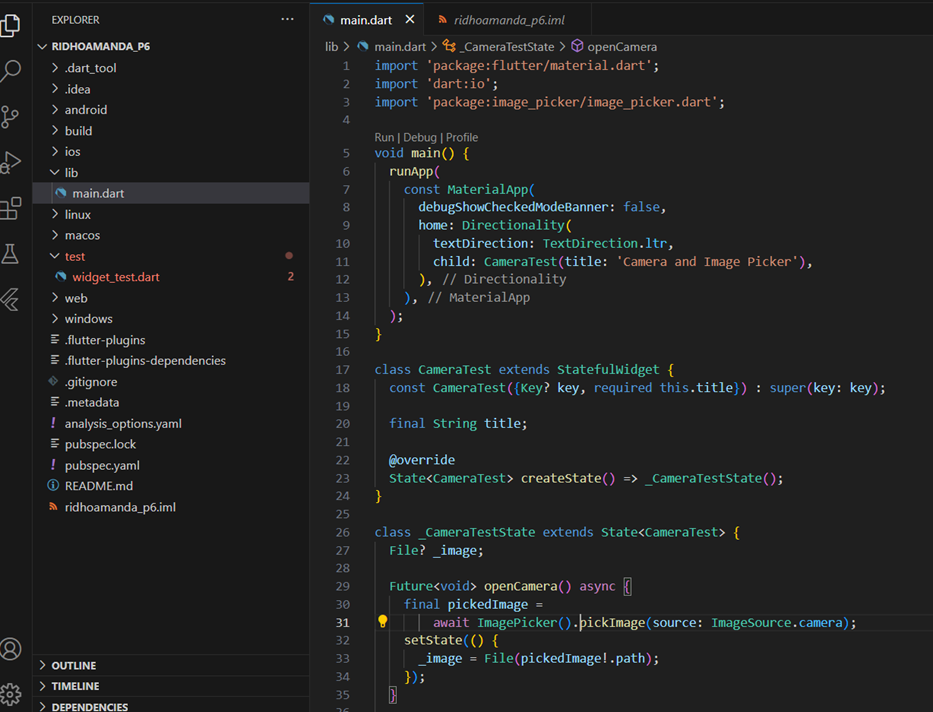 EXPLORER
RIDHOAMANDA_P6
.dart_tool
.idea
android
build
ios
lib
main.dart
linux
macos
test
widget_test.dart 2
web
windows
.flutter-plugins
.flutter-plugins-dependencies
.gitignore
.metadata
analysis_options.yaml
pubspec.lock
pubspec.yaml
README.md
ridhoamanda_p6.iml
OUTLINE
TIMELINE
DEPENDENCIES
main.dart ridhoamanda_p6.iml
lib > main.dart > _CameraTestState > openCamera
1 import 'package:flutter/material.dart';
2 import 'dart:io';
3 import 'package:image_picker/image_picker.dart';
4
Run | Debug | Profile
5 void main() {
6 runApp(
7 const MaterialApp(
8 debugShowCheckedModeBanner: false,
9 home: Directionality(
10 textDirection: TextDirection.ltr,
11 child: CameraTest(title: 'Camera and Image Picker'),
12 ), // Directionality
13 ), // MaterialApp
14 );
15 }
16
17 class CameraTest extends StatefulWidget {
18 const CameraTest({Key? key, required this.title}) : super(key: key);
19
20 final String title;
21
22 @override
23 State<CameraTest> createState() => _CameraTestState();
24 }
25
26 class _CameraTestState extends State<CameraTest> {
27 File? _image;
28
29 Future<void> openCamera() async {
30 final pickedImage =
31 await ImagePicker().pickImage(source: ImageSource.camera);
32 setState(() {
33 _image = File(pickedImage!.path);
34 });
35 }